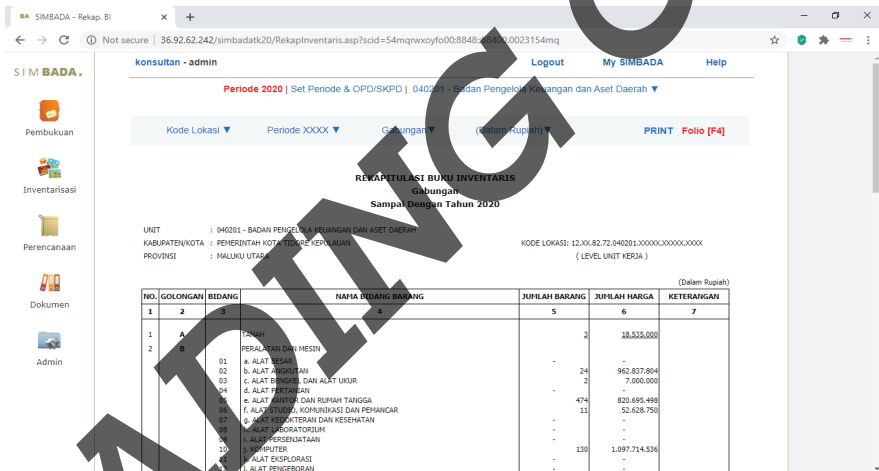 SIMBADA - Rekap. BI
Not secure | 36.92.62.242/simbadatk20/RekapInventaris.asp?scid=54mqrwxoyfo00;8848;88400.0023154mq
SIMBADA.
Pembukuan
Inventarisasi
Perencanaan
Dokumen
Admin
konsultan - admin Logout My SIMBADA Help
Periode 2020 | Set Periode & OPD/SKPD | 040201 - Badan Pengelola Keuangan dan Aset Daerah ▼
Kode Lokasi ▼ Periode XXXX ▼ Gabungan ▼ (Dalam Rupiah) ▼ PRINT Folio [F4]
REKAPITULASI BUKU INVENTARIS
Gabungan
Sampai Dengan Tahun 2020
UNIT : 040201 - BADAN PENGELOLA KEUANGAN DAN ASET DAERAH
KABUPATEN/KOTA : PEMERINTAH KOTA TIDORE KEPULAUAN KODE LOKASI: 12.XX.82.72.040201.XXXXX.XXXXX.XXXX
PROVINSI : MALUKU UTARA ( LEVEL UNIT KERJA )
(Dalam Rupiah)
NO. GOLONGAN BIDANG NAMA BIDANG BARANG JUMLAH BARANG JUMLAH HARGA KETERANGAN
1 2 3 4 5 6 7
1 A TANAH 3 18.535.000
2 B PERALATAN DAN MESIN
01 a. ALAT BESAR - -
02 b. ALAT ANGKUTAN 24 962.837.804
03 c. ALAT BENGKEL DAN ALAT UKUR 2 7.000.000
04 d. ALAT PERTANIAN - -
05 e. ALAT KANTOR DAN RUMAH TANGGA 474 820.695.498
06 f. ALAT STUDIO, KOMUNIKASI DAN PEMANCAR 11 52.628.750
07 g. ALAT KEDOKTERAN DAN KESEHATAN - -
08 h. ALAT LABORATORIUM - -
09 i. ALAT PERSENJATAAN - -
10 j. KOMPUTER 130 1.097.714.536
11 k. ALAT EKSPLORASI - -
12 l. ALAT PENGEBORAN